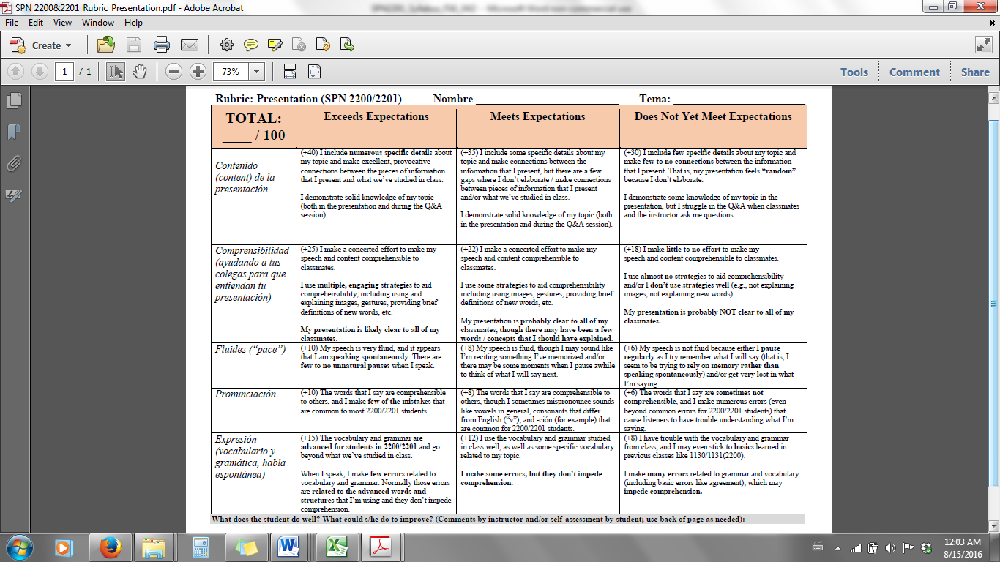 SPN 2200&2201_Rubric_Presentation.pdf - Adobe Acrobat
File Edit View Window Help
Create
1 / 1 73% Tools Comment Share
Rubric: Presentation (SPN 2200/2201) Nombre Tema:
TOTAL:
____ / 100
Exceeds Expectations
Meets Expectations
Does Not Yet Meet Expectations
Contenido
(content) de la
presentación
(+40) I include numerous specific details about
my topic and make excellent, provocative
connections between the pieces of information
that I present and what we've studied in class.
I demonstrate solid knowledge of my topic
(both in the presentation and during the Q&A
session).
(+35) I include some specific details about my
topic and make connections between the
information that I present, but there are a few
gaps where I don't elaborate / make connections
between pieces of information that I present
and/or what we've studied in class.
I demonstrate solid knowledge of my topic (both
in the presentation and during the Q&A session).
(+30) I include few specific details about my topic and
make few to no connections between the information
that I present. That is, my presentation feels “random”
because I don't elaborate.
I demonstrate some knowledge of my topic in the
presentation, but I struggle in the Q&A when classmates
and the instructor ask me questions.
Comprensibilidad
(ayudando a tus
colegas para que
entiendan tu
presentación)
(+25) I make a concerted effort to make my
speech and content comprehensible to
classmates.
I use multiple, engaging strategies to aid
comprehensibility, including using and
explaining images, gestures, providing brief
definitions of new words, etc.
My presentation is likely clear to all of my
classmates.
(+22) I make a concerted effort to make my
speech and content comprehensible to
classmates.
I use some strategies to aid comprehensibility
including using images, gestures, providing brief
definitions of new words, etc.
My presentation is probably clear to all of my
classmates, though there may have been a few
words / concepts that I should have explained.
(+18) I make little to no effort to make my
speech and content comprehensible to classmates.
I use almost no strategies to aid comprehensibility
and/or I don't use strategies well (e.g., not explaining
images, not explaining new words).
My presentation is probably NOT clear to all of my
classmates.
Fluidez (“pace”)
(+10) My speech is very fluid, and it appears
that I am speaking spontaneously. There are
few to no unnatural pauses when I speak.
(+8) My speech is fluid, though I may sound like
I'm reciting something I've memorized and/or
there may be some moments when I pause awhile
to think of what I will say next.
(+6) My speech is not fluid because either I pause
regularly as I try remember what I will say (that is, I
seem to be trying to rely on memory rather than
speaking spontaneously) and/or get very lost in what
I'm saying.
Pronunciación
(+10) The words that I say are comprehensible
to others, and I make few of the mistakes that
are common to most 2200/2201 students.
(+8) The words that I say are comprehensible to
others, though I sometimes mispronounce sounds
like vowels in general, consonants that differ
from English (“v”), and -ción (for example) that
are common for 2200/2201 students.
(+6) The words that I say are sometimes not
comprehensible, and I make numerous errors (even
beyond common errors for 2200/2201 students) that
cause listeners to have trouble understanding what I'm
saying.
Expresión
(vocabulario y
gramática, habla
espontánea)
(+15) The vocabulary and grammar are
advanced for students in 2200/2201 and go
beyond what we've studied in class.
When I speak, I make few errors related to
vocabulary and grammar. Normally those errors
are related to the advanced words and
structures that I'm using and they don't impede
comprehension.
(+12) I use the vocabulary and grammar studied
in class well, as well as some specific vocabulary
related to my topic.
I make some errors, but they don't impede
comprehension.
(+8) I have trouble with the vocabulary and grammar
from class, and I may even stick to basics learned in
previous classes like 1130/1131(2200).
I make many errors related to grammar and vocabulary
(including basic errors like agreement), which may
impede comprehension.
What does the student do well? What could s/he do to improve? (Comments by instructor and/or self-assessment by student; use back of page as needed):
12:03 AM
8/15/2016